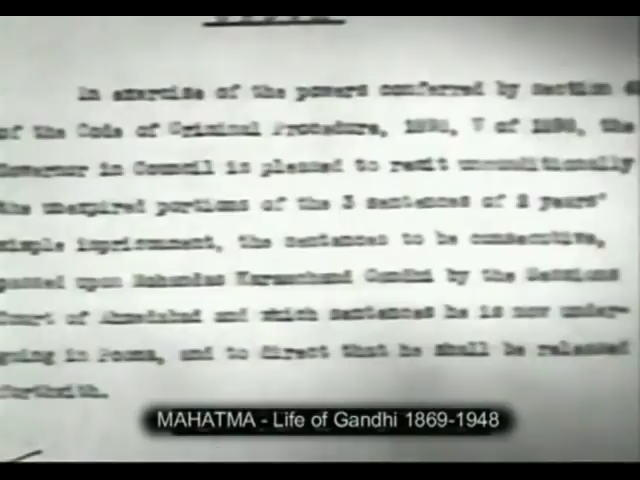 In exercise of the powers conferred by section
of the Code of Criminal Procedure, V of the
Governor in Council is pleased to remit unconditionally
the unexpired portions of the 3 sentences of 2 years'
simple imprisonment, the sentences to be consecutive,
passed upon Mohandas Karamchand Gandhi by the Sessions
Court of Ahmedabad and which sentences he is now under-
going in Poona, and to direct that he shall be released
forthwith.
MAHATMA - Life of Gandhi 1869-1948